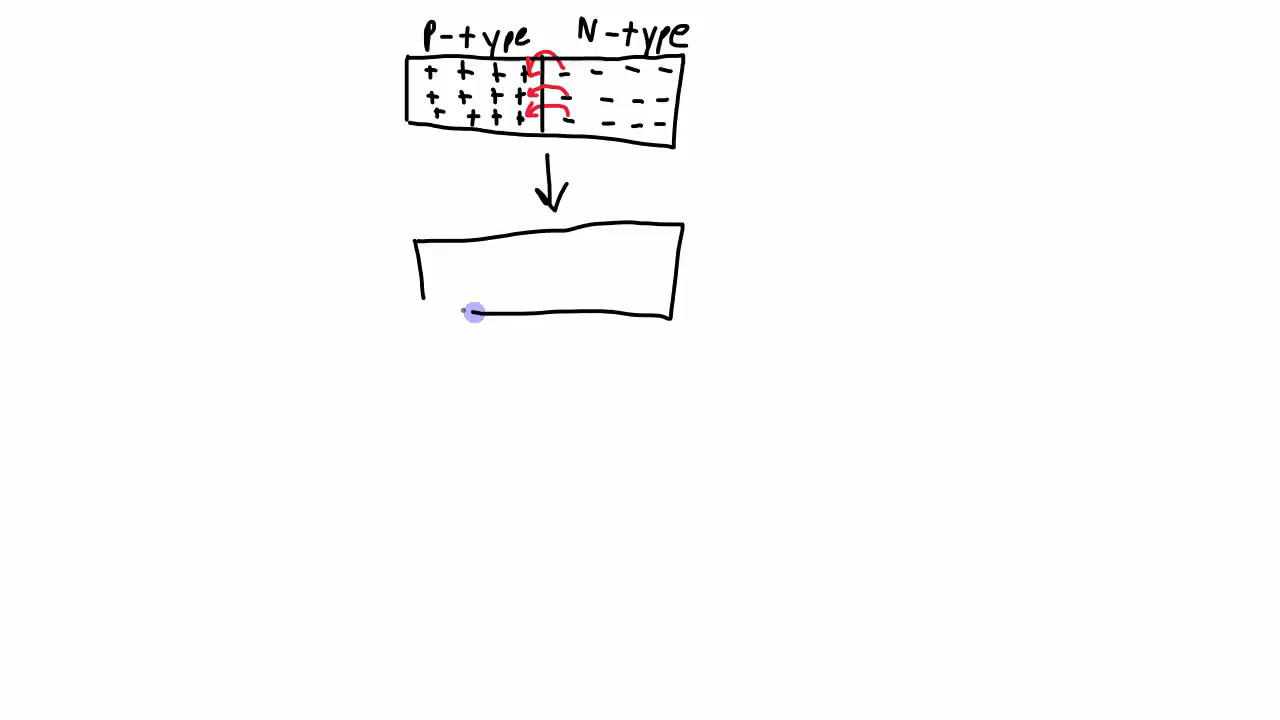 P-type N-type
+ + + + - - - -
+ + + + - - - -
+ + + + - - - -